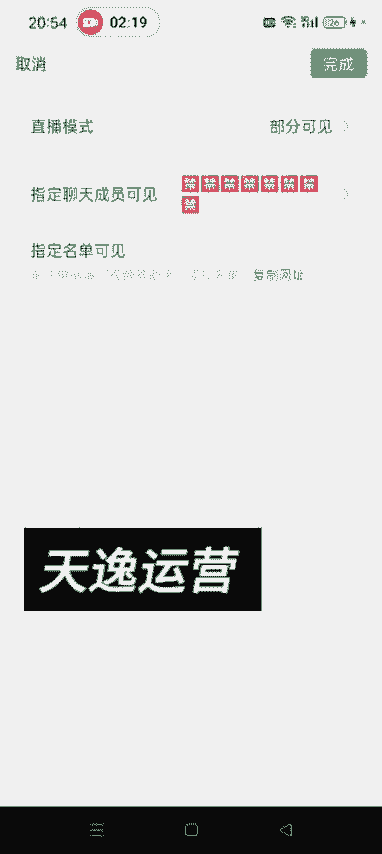 20:54 02:19
取消 完成
直播模式 部分可见
指定聊天成员可见 禁禁禁禁禁禁禁
禁
指定名单可见
复制网址
天逸运营